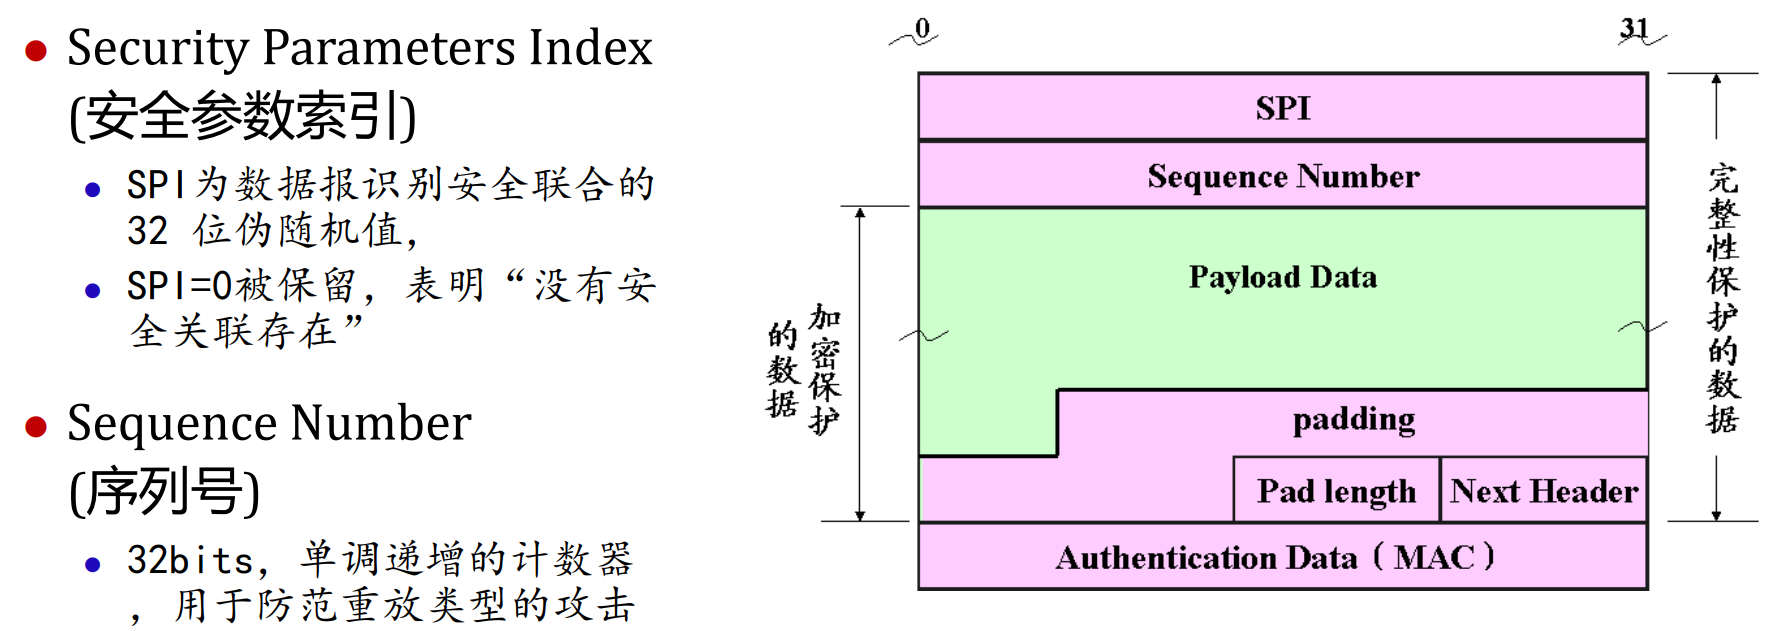 Security Parameters Index
(安全参数索引)
SPI为数据报识别安全联合的
32 位伪随机值，
SPI=0被保留，表明“没有安
全关联存在”
Sequence Number
(序列号)
32bits，单调递增的计数器
，用于防范重放类型的攻击
0
31
SPI
Sequence Number
Payload Data
padding
Pad length
Next Header
Authentication Data（MAC）
加密保护
的数据
完整性保护的数据